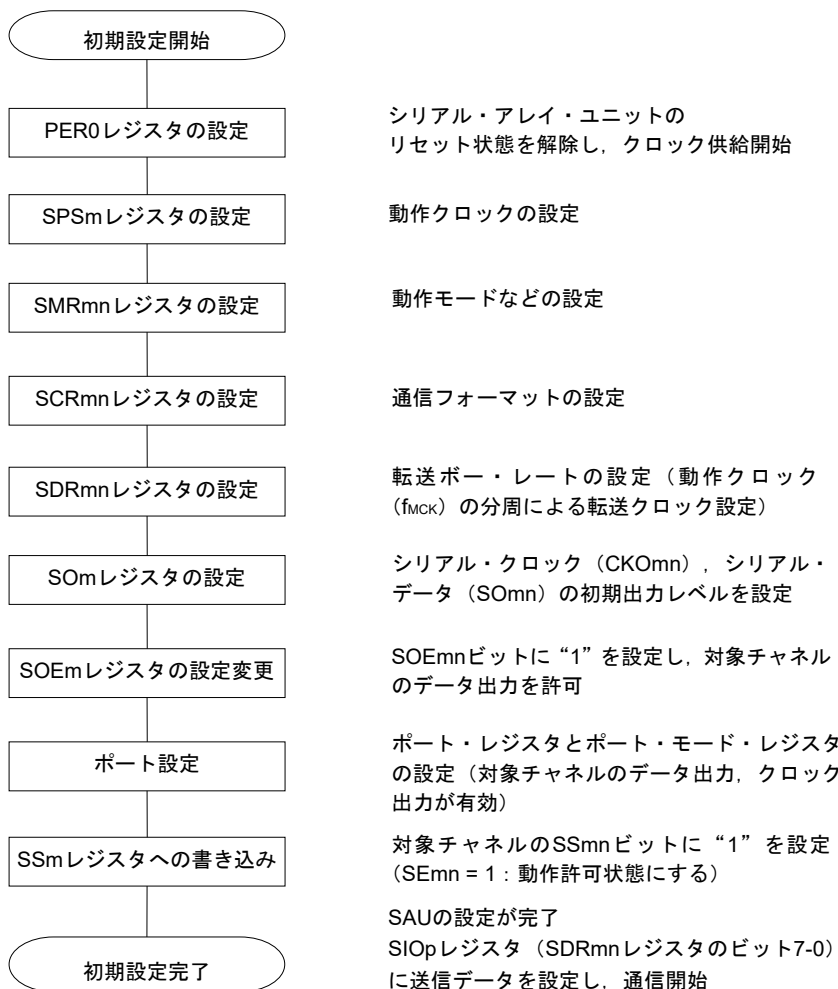 初期設定開始
PER0レジスタの設定
シリアル・アレイ・ユニットの
リセット状態を解除し，クロック供給開始
SPSmレジスタの設定
動作クロックの設定
SMRmnレジスタの設定
動作モードなどの設定
SCRmnレジスタの設定
通信フォーマットの設定
SDRmnレジスタの設定
転送ボー・レートの設定（動作クロック
（fMCK）の分周による転送クロック設定）
SOmレジスタの設定
シリアル・クロック（CKOmn），シリアル・
データ（SOmn）の初期出力レベルを設定
SOEmレジスタの設定変更
SOEmnビットに“1”を設定し，対象チャネル
のデータ出力を許可
ポート設定
ポート・レジスタとポート・モード・レジスタ
の設定（対象チャネルのデータ出力，クロック
出力が有効）
SSmレジスタへの書き込み
対象チャネルのSSmnビットに“1”を設定
（SEmn = 1：動作許可状態にする）
初期設定完了
SAUの設定が完了
SIOpレジスタ（SDRmnレジスタのビット7-0）
に送信データを設定し，通信開始